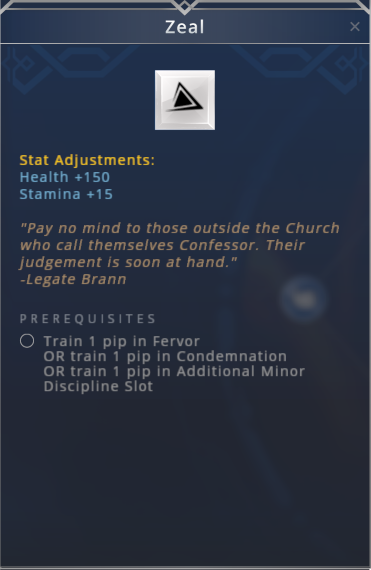 Zeal
Stat Adjustments:
Health +150
Stamina +15
"Pay no mind to those outside the Church
who call themselves Confessor. Their
judgement is soon at hand."
-Legate Brann
PREREQUISITES
Train 1 pip in Fervor
OR train 1 pip in Condemnation
OR train 1 pip in Additional Minor
Discipline Slot